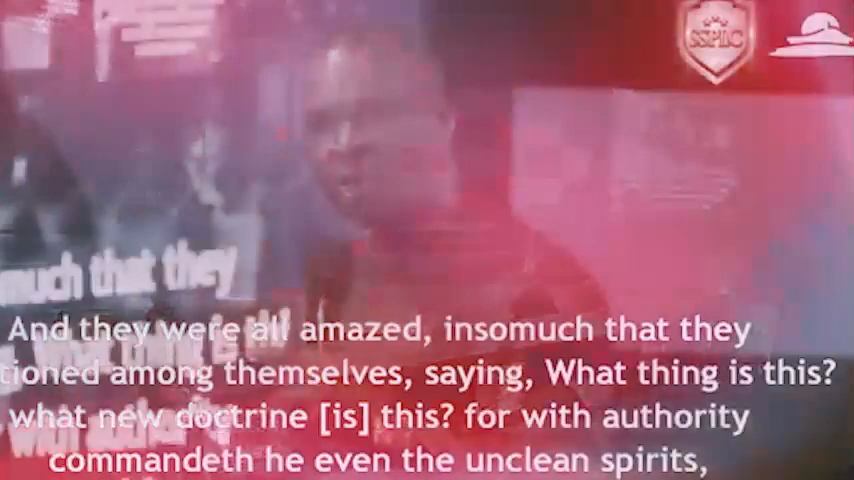 SSPLC
much that they
And they were all amazed, insomuch that they
tioned among themselves, saying, What thing is this?
what new doctrine [is] this? for with authority
commandeth he even the unclean spirits,